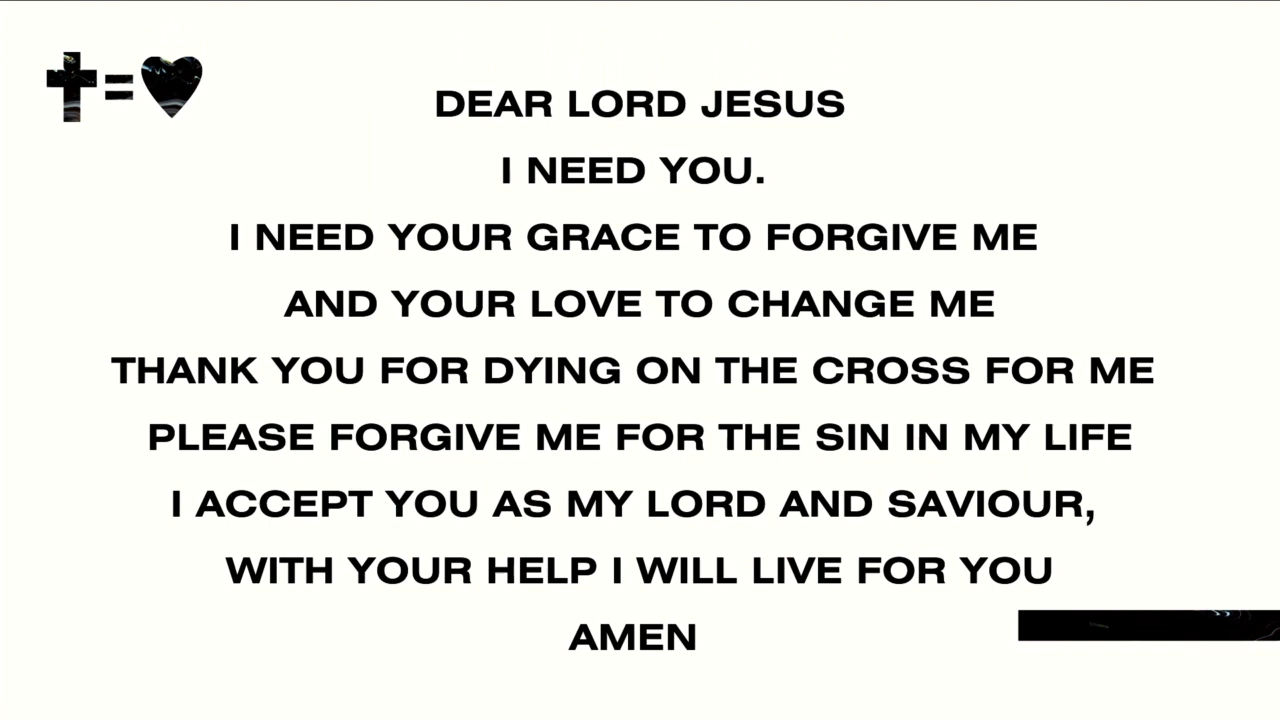 DEAR LORD JESUS
I NEED YOU.
I NEED YOUR GRACE TO FORGIVE ME
AND YOUR LOVE TO CHANGE ME
THANK YOU FOR DYING ON THE CROSS FOR ME
PLEASE FORGIVE ME FOR THE SIN IN MY LIFE
I ACCEPT YOU AS MY LORD AND SAVIOUR,
WITH YOUR HELP I WILL LIVE FOR YOU
AMEN